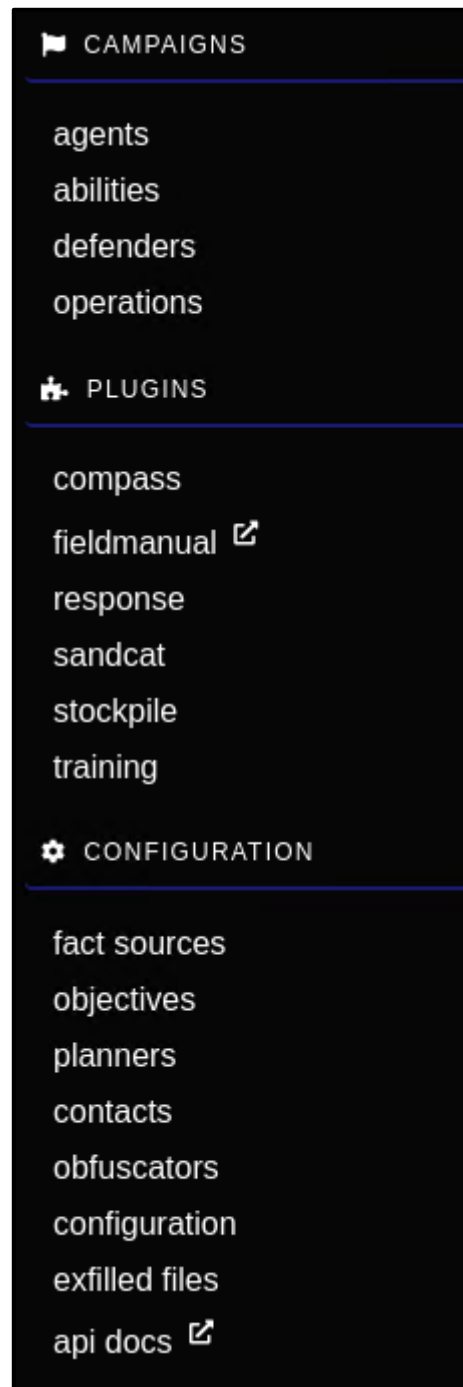 CAMPAIGNS
agents
abilities
defenders
operations
PLUGINS
compass
fieldmanual
response
sandcat
stockpile
training
CONFIGURATION
fact sources
objectives
planners
contacts
obfuscators
configuration
exfilled files
api docs